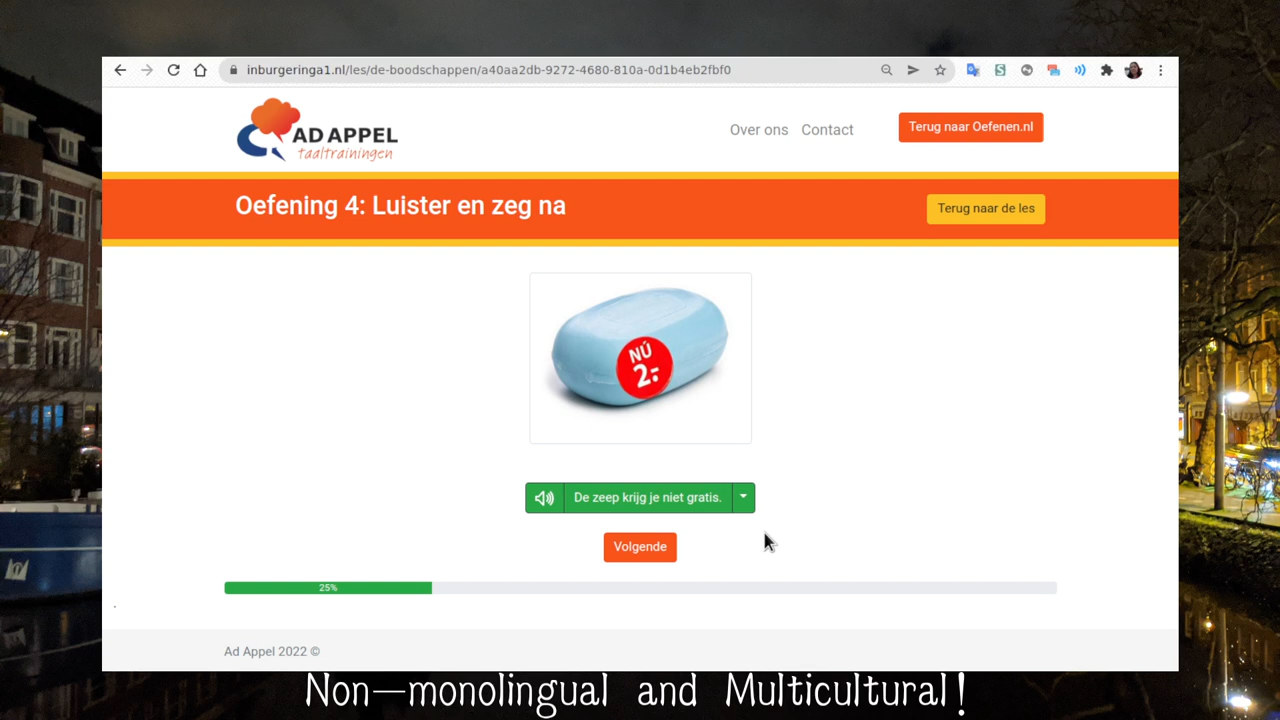 inburgeringa1.nl/les/de-boodschappen/a40aa2db-9272-4680-810a-0d1b4eb2fbf0
AD APPEL
taaltrainingen
Over ons
Contact
Terug naar Oefenen.nl
Oefening 4: Luister en zeg na
Terug naar de les
NÚ
2:-
De zeep krijg je niet gratis.
Volgende
25%
Ad Appel 2022 ©
Non-monolingual and Multicultural!